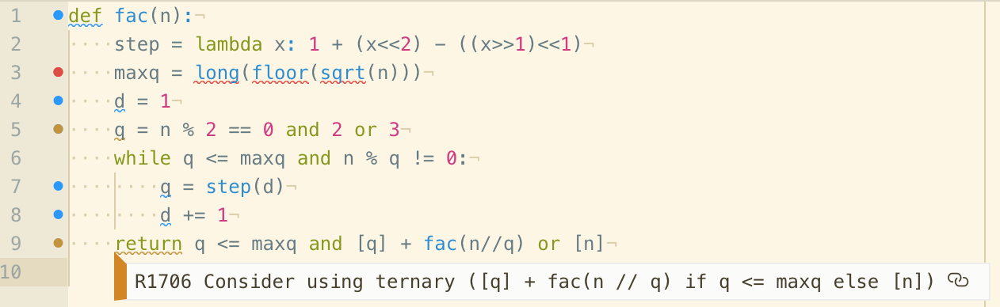 1 def fac(n):¬
2 ····step = lambda x: 1 + (x<<2) - ((x>>1)<<1)¬
3 ····maxq = long(floor(sqrt(n)))¬
4 ····d = 1¬
5 ····q = n % 2 == 0 and 2 or 3¬
6 ····while q <= maxq and n % q != 0:¬
7 ········q = step(d)¬
8 ········d += 1¬
9 ····return q <= maxq and [q] + fac(n//q) or [n]¬
10
R1706 Consider using ternary ([q] + fac(n // q) if q <= maxq else [n])